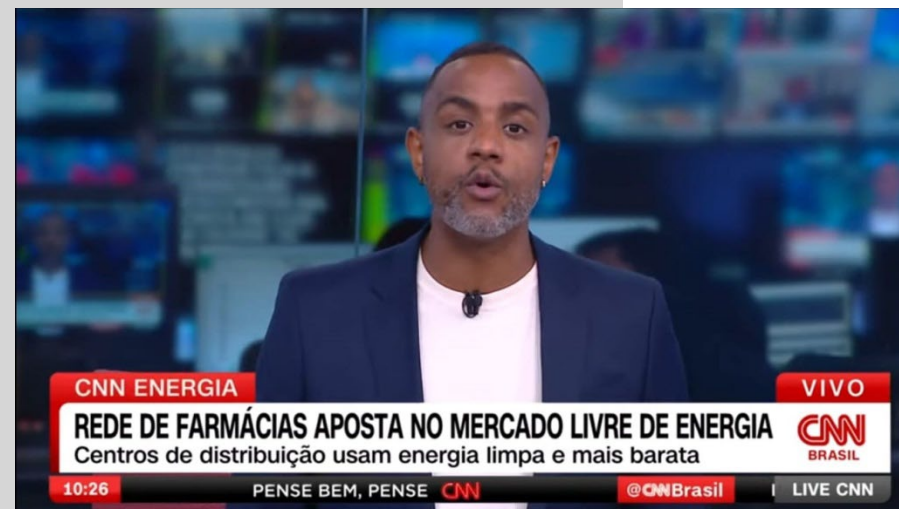 CNN ENERGIA
VIVO
REDE DE FARMÁCIAS APOSTA NO MERCADO LIVRE DE ENERGIA
Centros de distribuição usam energia limpa e mais barata
CNN
BRASIL
10:26
PENSE BEM, PENSE CNN
@CNNBrasil
LIVE CNN